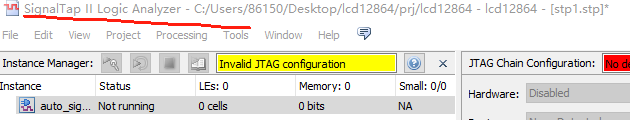 SignalTap II Logic Analyzer - C:/Users/86150/Desktop/lcd12864/prj/lcd12864 - lcd12864 - [stp1.stp]*
File Edit View Project Processing Tools Window Help
Instance Manager: Invalid JTAG configuration JTAG Chain Configuration: No de
Instance Status LEs: 0 Memory: 0 Small: 0/0 Hardware: Disabled
auto_sig... Not running 0 cells 0 bits NA